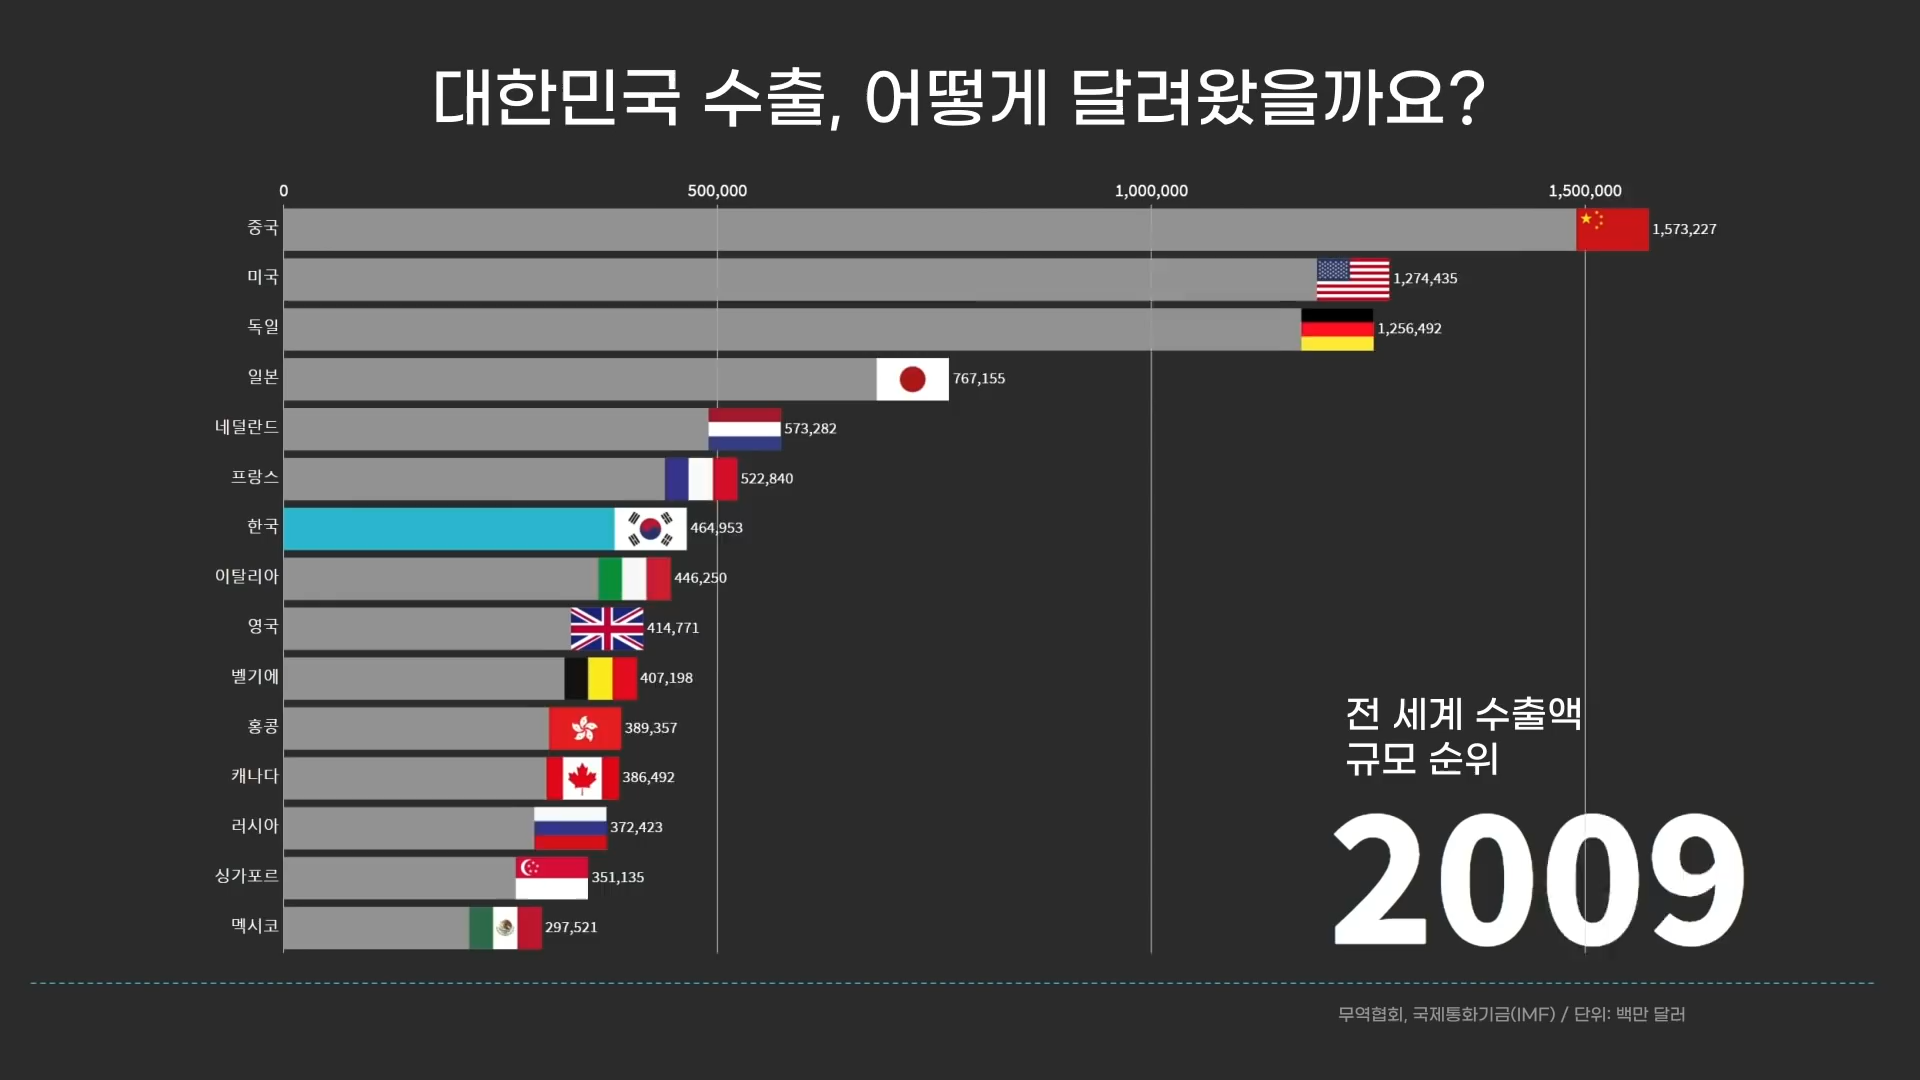 대한민국 수출, 어떻게 달려왔을까요?
0 500,000 1,000,000 1,500,000
중국 1,573,227
미국 1,274,435
독일 1,256,492
일본 767,155
네덜란드 573,282
프랑스 522,840
한국 464,953
이탈리아 446,250
영국 414,771
벨기에 407,198
홍콩 389,357
캐나다 386,492
러시아 372,423
싱가포르 351,135
멕시코 297,521
전 세계 수출액
규모 순위
2009
무역협회, 국제통화기금(IMF) / 단위: 백만 달러